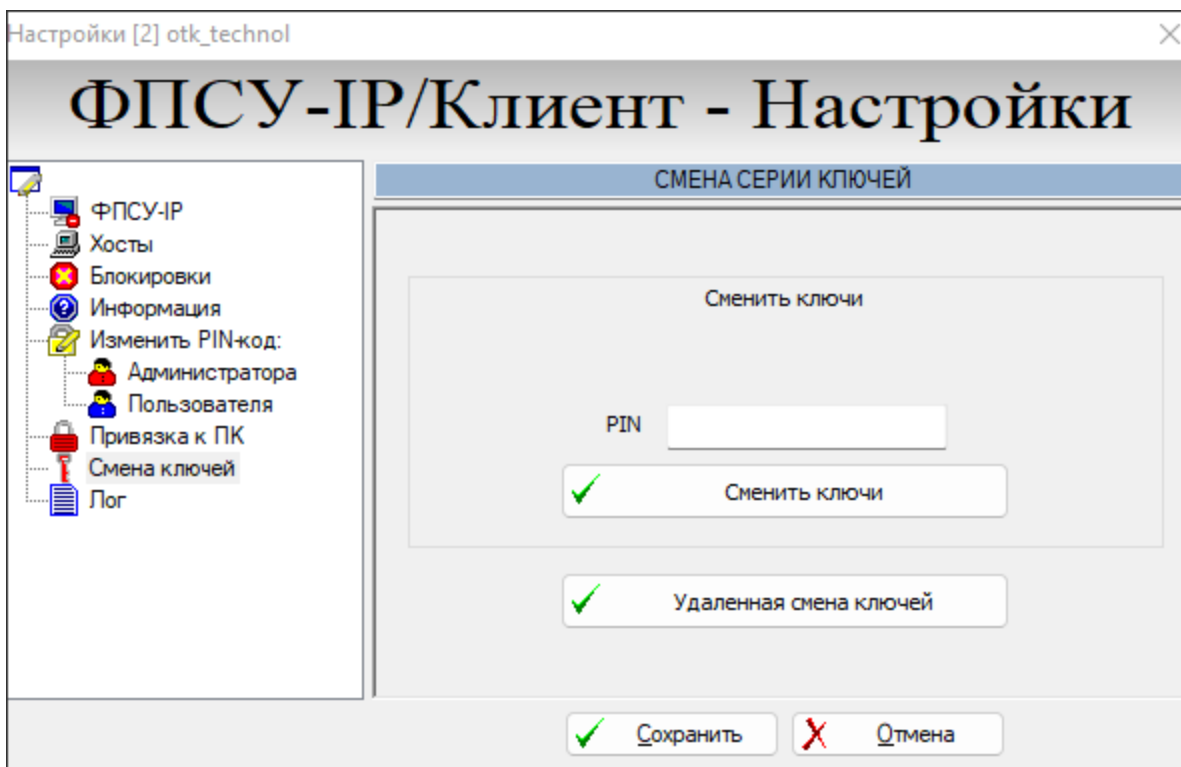 Настройки [2] otk_technol
ФПСУ-IP/Клиент - Настройки
ФПСУ-IP
Хосты
Блокировки
Информация
Изменить PIN-код:
Администратора
Пользователя
Привязка к ПК
Смена ключей
Лог
СМЕНА СЕРИИ КЛЮЧЕЙ
Сменить ключи
PIN
Сменить ключи
Удаленная смена ключей
Сохранить
Отмена